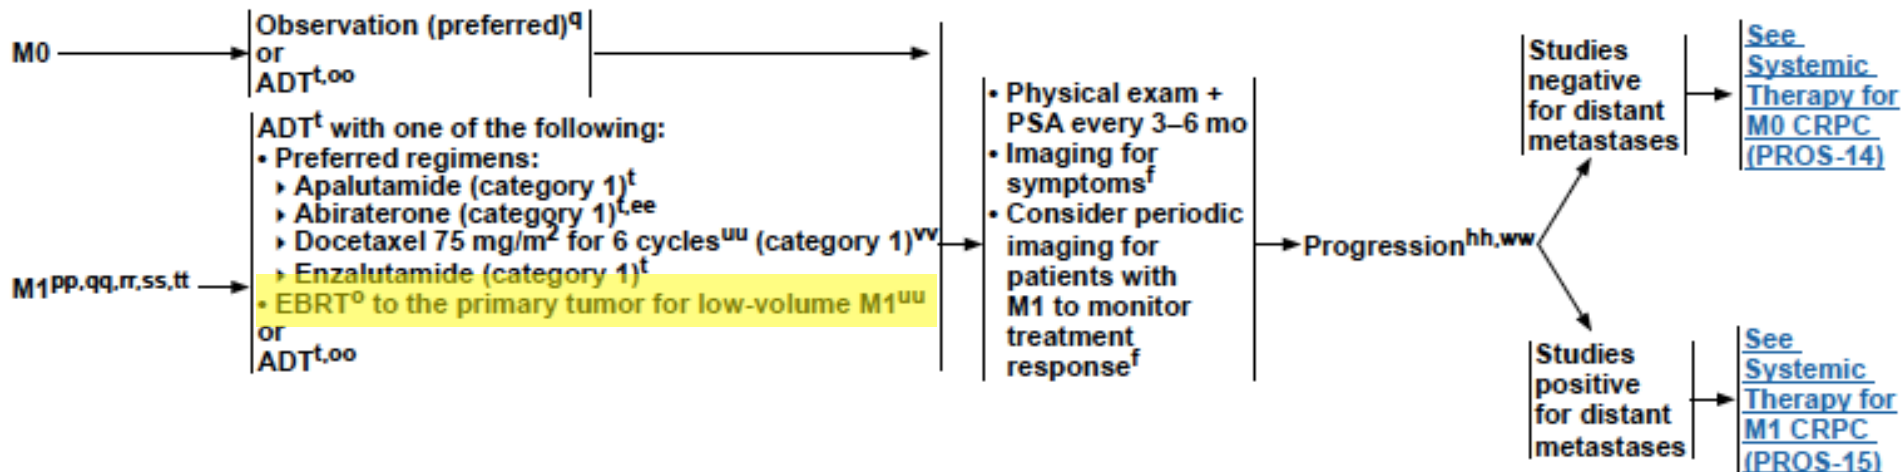 M0
Observation (preferred)q
or
ADTt,oo
M1pp,qq,rr,ss,tt
ADTt with one of the following:
• Preferred regimens:
‣ Apalutamide (category 1)t
‣ Abiraterone (category 1)t,ee
‣ Docetaxel 75 mg/m2 for 6 cyclesuu (category 1)vv
‣ Enzalutamide (category 1)t
• EBRTo to the primary tumor for low-volume M1uu
or
ADTt,oo
• Physical exam +
PSA every 3–6 mo
• Imaging for
symptomsf
• Consider periodic
imaging for
patients with
M1 to monitor
treatment
responsef
Progressionhh,ww
Studies
negative
for distant
metastases
See
Systemic
Therapy for
M0 CRPC
(PROS-14)
Studies
positive
for distant
metastases
See
Systemic
Therapy for
M1 CRPC
(PROS-15)